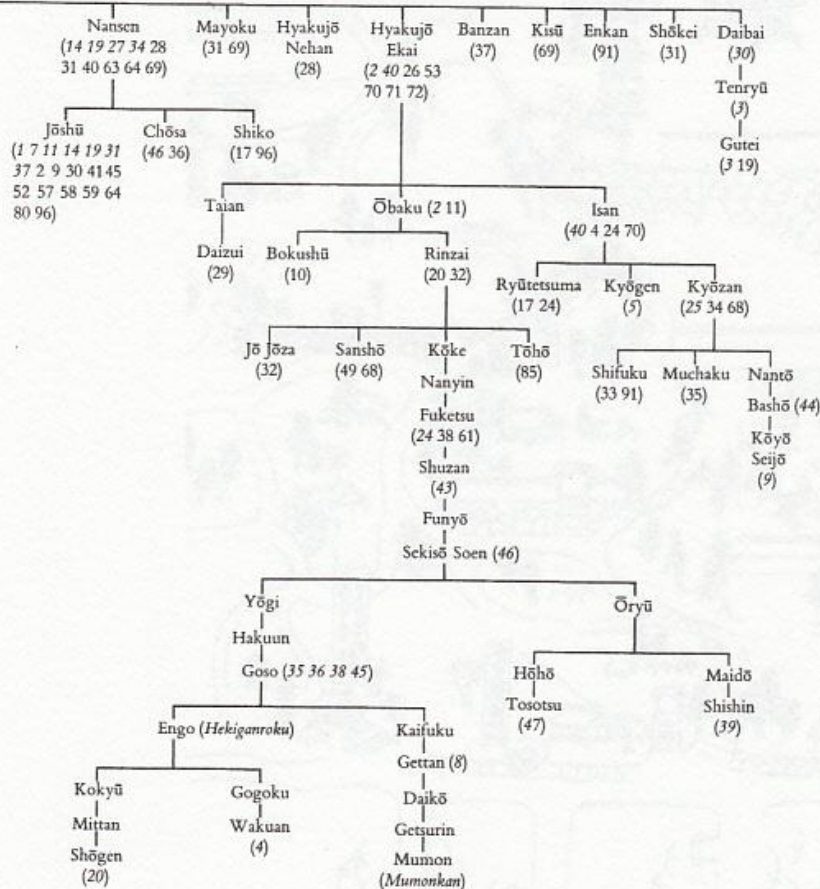 Nansen
(14 19 27 34 28
31 40 63 64 69)
Mayoku
(31 69)
Hyakujō
Nehan
(28)
Hyakujō
Ekai
(2 40 26 53
70 71 72)
Banzan
(37)
Kisū
(69)
Enkan
(91)
Shōkei
(31)
Daibai
(30)
Tenryū
(3)
Gutei
(3 19)
Jōshū
(1 7 11 14 19 31
37 2 9 30 41 45
52 57 58 59 64
80 96)
Chōsa
(46 36)
Shiko
(17 96)
Taian
Daizui
(29)
Ōbaku (2 11)
Bokushū
(10)
Rinzai
(20 32)
Isan
(40 4 24 70)
Ryūtetsuma
(17 24)
Kyōgen
(5)
Kyōzan
(25 34 68)
Jō Jōza
(32)
Sanshō
(49 68)
Kōke
Nanyin
Fuketsu
(24 38 61)
Shuzan
(43)
Funyō
Sekisō Soen (46)
Tōhō
(85)
Shifuku
(33 91)
Muchaku
(35)
Nantō
Bashō (44)
Kōyō
Seijō
(9)
Yōgi
Hakuun
Goso (35 36 38 45)
Ōryū
Hōhō
Tosotsu
(47)
Maidō
Shishin
(39)
Engo (Hekiganroku)
Kaifuku
Gettan (8)
Daikō
Getsurin
Mumon
(Mumonkan)
Kokyū
Mittan
Shōgen
(20)
Gogoku
Wakuan
(4)